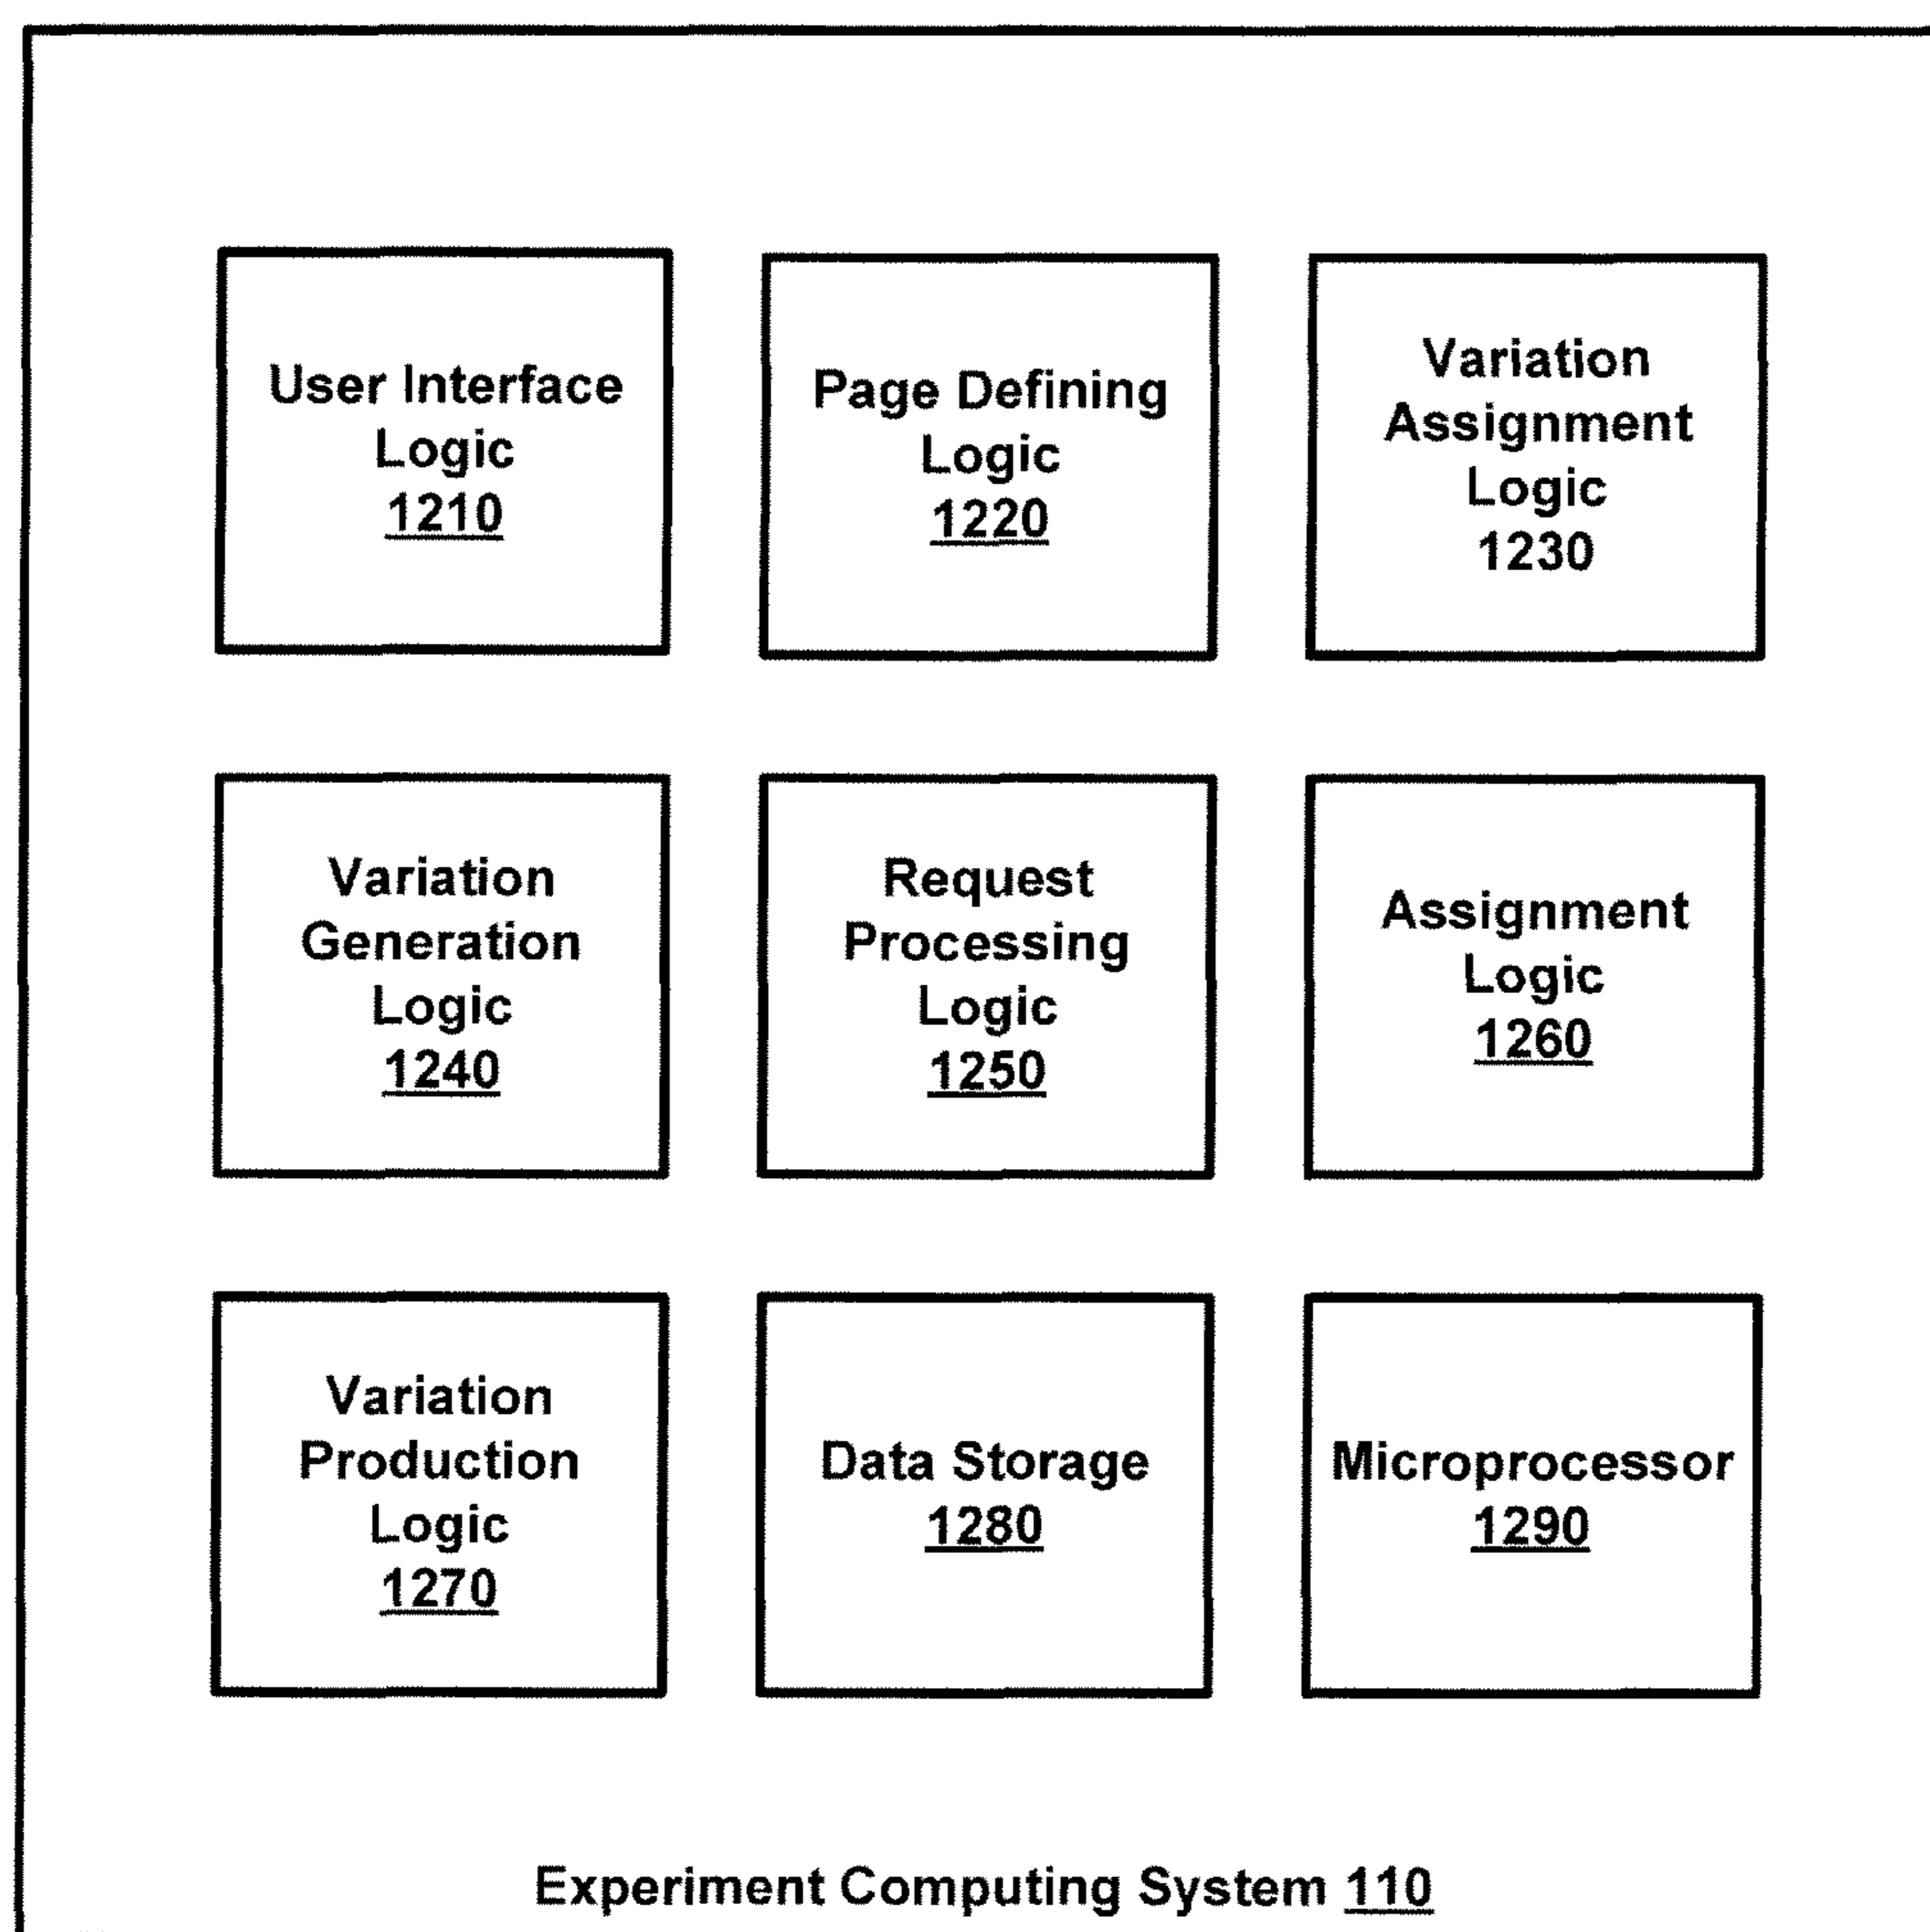 User Interface
Logic
1210
Page Defining
Logic
1220
Variation
Assignment
Logic
1230
Variation
Generation
Logic
1240
Request
Processing
Logic
1250
Assignment
Logic
1260
Variation
Production
Logic
1270
Data Storage
1280
Microprocessor
1290
Experiment Computing System 110